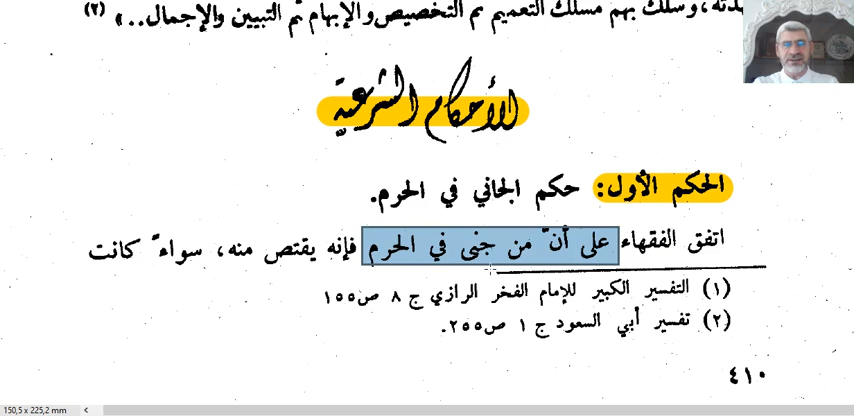 وسلك بهم مسلك التعميم ثم التخصيص والإبهام ثم التبيين والإجمال..» (٢)
الأحكام الشرعية
الحكم الأول: حكم الجاني في الحرم.
اتفق الفقهاء على أنّ من جنى في الحرم فإنه يقتص منه، سواءً كانت
(١) التفسير الكبير للإمام الفخر الرازي ج ٨ ص١٥٥
(٢) تفسير أبي السعود ج ١ ص٢٥٥.
٤١٠
150,5 x 225,2 mm